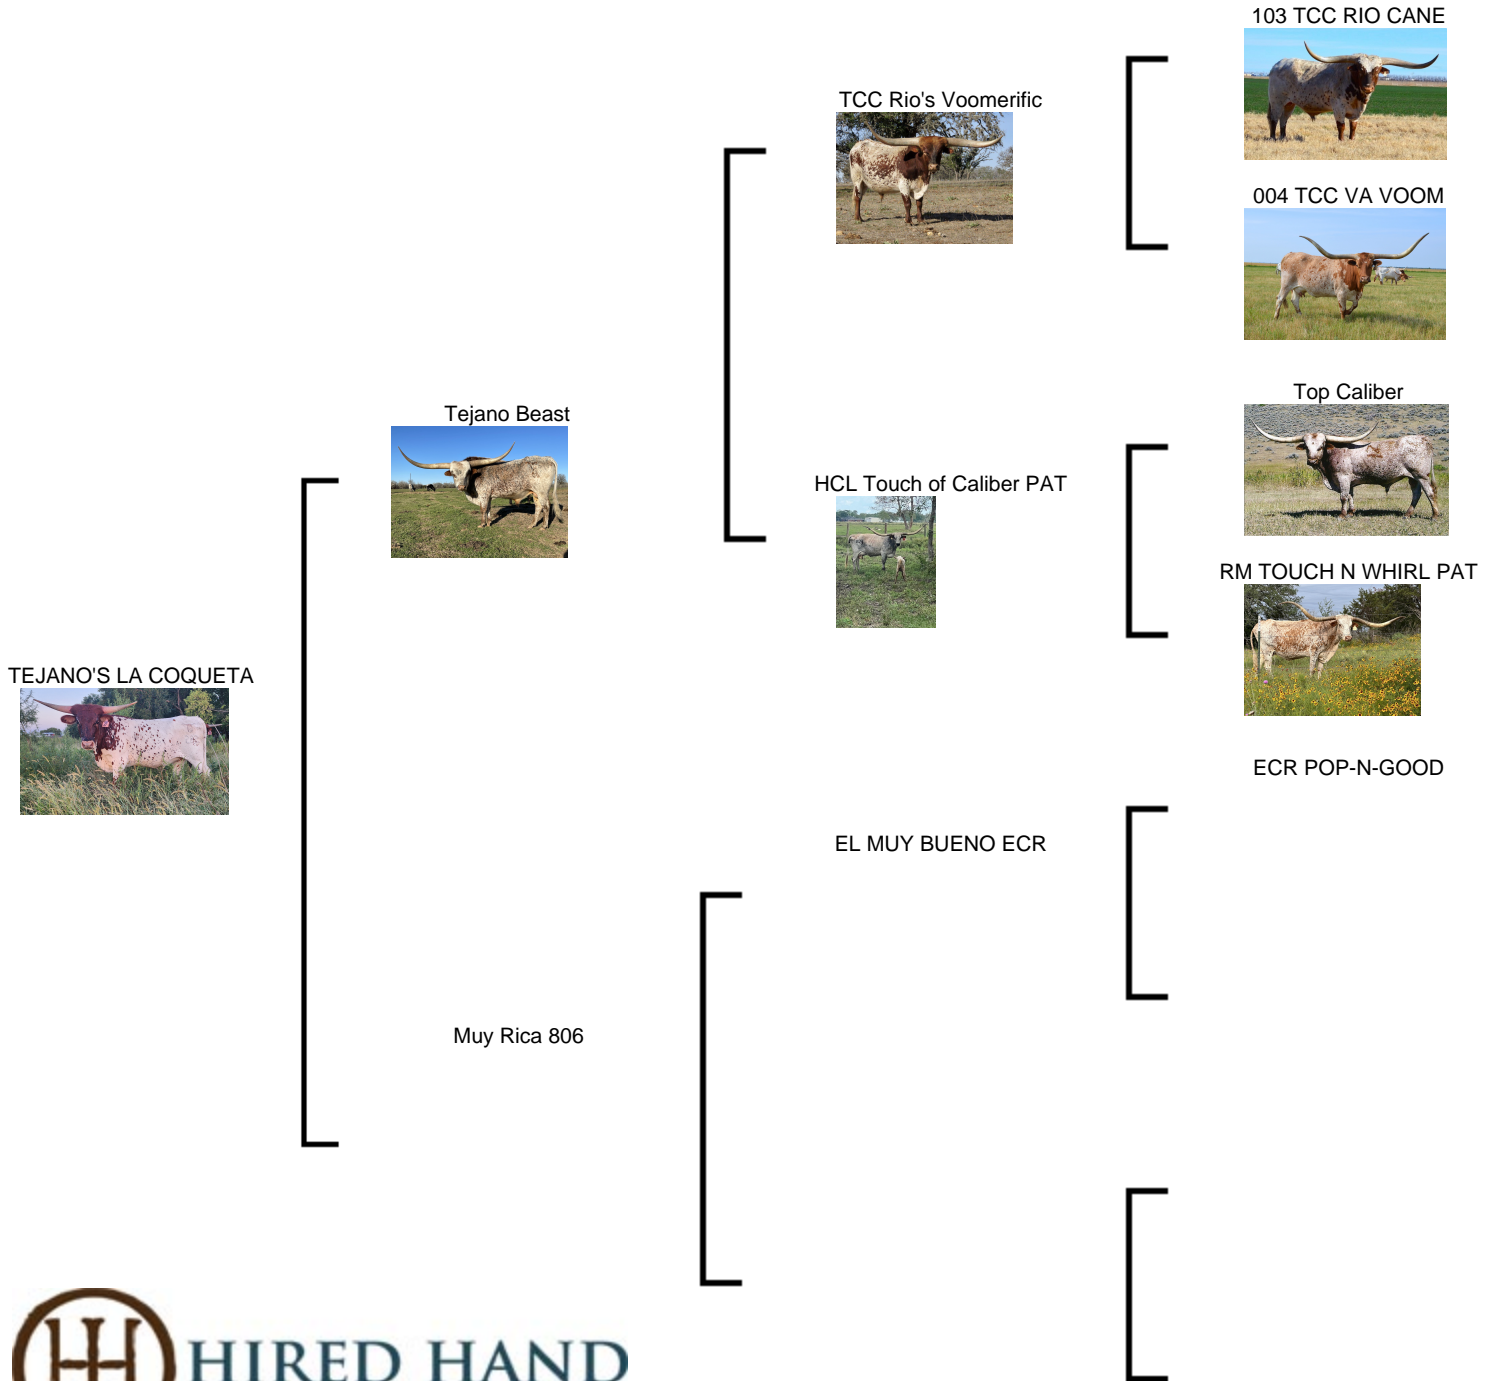 103 TCC RIO CANE
TCC Rio's Voomerific
004 TCC VA VOOM
Top Caliber
Tejano Beast
HCL Touch of Caliber PAT
RM TOUCH N WHIRL PAT
TEJANO'S LA COQUETA
ECR POP-N-GOOD
EL MUY BUENO ECR
Muy Rica 806
HIRED HAND